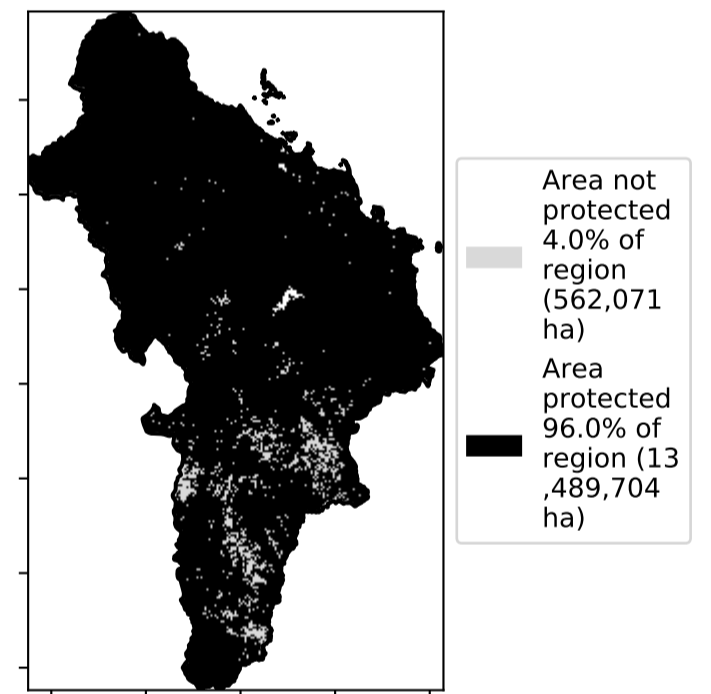 Area not
protected
4.0% of
region
(562,071
ha)
Area
protected
96.0% of
region (13
,489,704
ha)